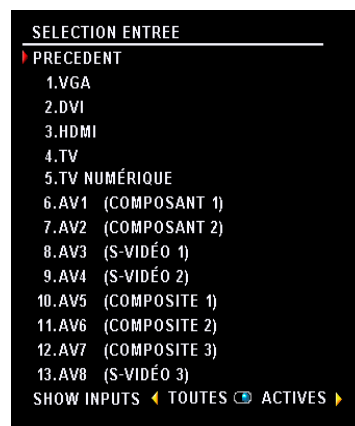 SELECTION ENTREE
PRECEDENT
1.VGA
2.DVI
3.HDMI
4.TV
5.TV NUMÉRIQUE
6.AV1 (COMPOSANT 1)
7.AV2 (COMPOSANT 2)
8.AV3 (S-VIDÉO 1)
9.AV4 (S-VIDÉO 2)
10.AV5 (COMPOSITE 1)
11.AV6 (COMPOSITE 2)
12.AV7 (COMPOSITE 3)
13.AV8 (S-VIDÉO 3)
SHOW INPUTS TOUTES ACTIVES